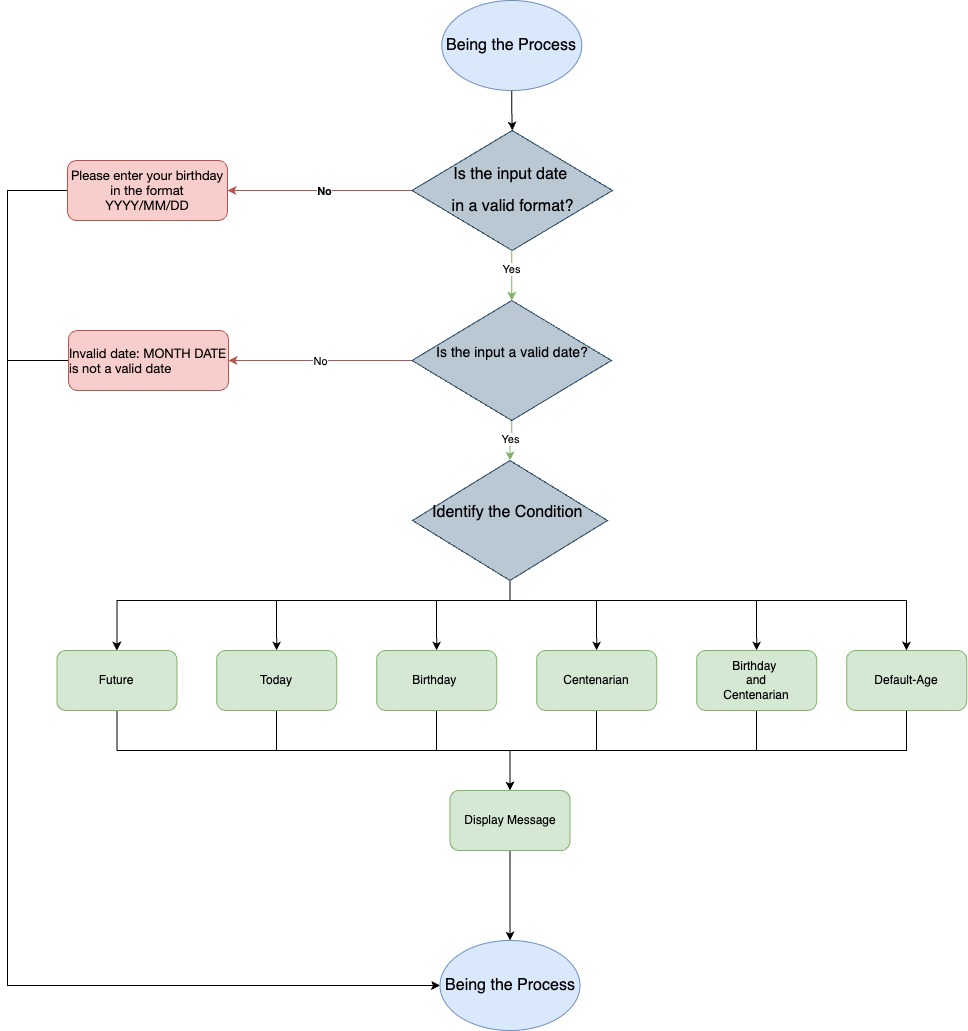 Being the Process
Is the input date
in a valid format?
No
Please enter your birthday
in the format
YYYY/MM/DD
Yes
Is the input a valid date?
No
Invalid date: MONTH DATE
is not a valid date
Yes
Identify the Condition
Future
Today
Birthday
Centenarian
Birthday
and
Centenarian
Default-Age
Display Message
Being the Process